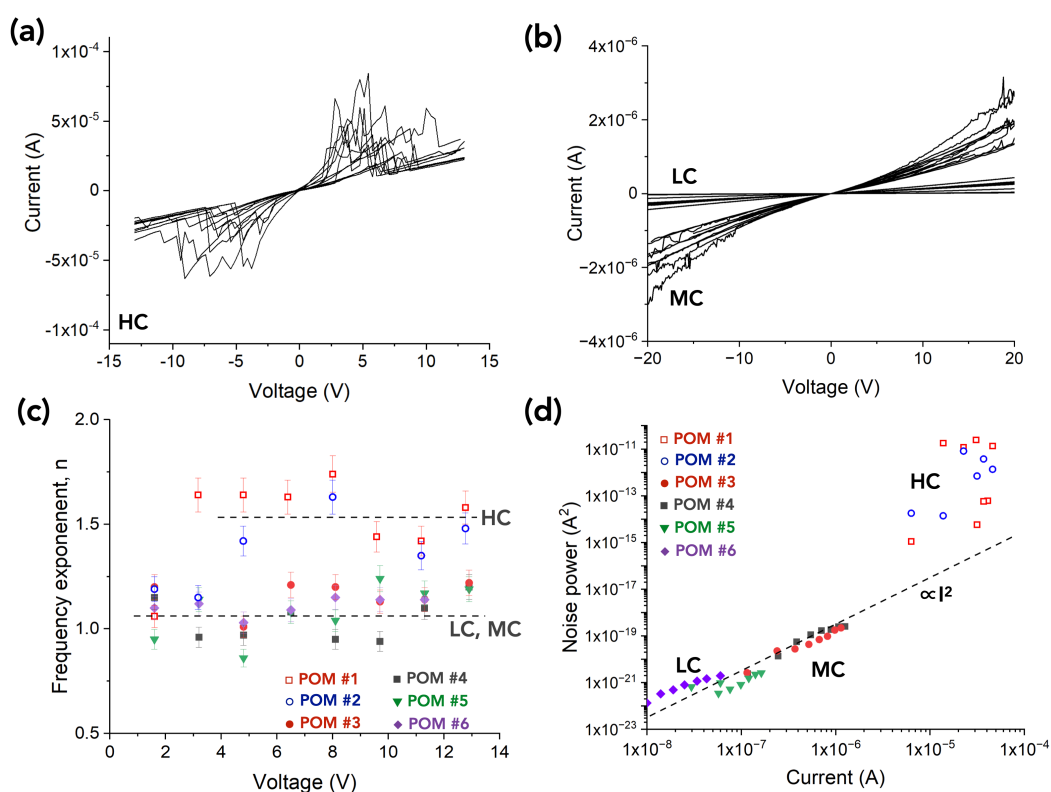 (a)
1x10⁻⁴
5x10⁻⁵
0
-5x10⁻⁵
-1x10⁻⁴
Current (A)
HC
-15 -10 -5 0 5 10 15
Voltage (V)
(b)
4x10⁻⁶
2x10⁻⁶
0
−2x10⁻⁶
−4x10⁻⁶
Current (A)
LC
MC
−20 −10 0 10 20
Voltage (V)
(c)
2.0
1.5
1.0
0.5
Frequency exponenent, n
HC
LC, MC
POM #1
POM #2
POM #3
POM #4
POM #5
POM #6
0 2 4 6 8 10 12 14
Voltage (V)
(d)
1x10⁻¹¹
1x10⁻¹³
1x10⁻¹⁵
1x10⁻¹⁷
1x10⁻¹⁹
1x10⁻²¹
1x10⁻²³
Noise power (A²)
POM #1
POM #2
POM #3
POM #4
POM #5
POM #6
HC
∝I²
LC
MC
1x10⁻⁸ 1x10⁻⁷ 1x10⁻⁶ 1x10⁻⁵ 1x10⁻⁴
Current (A)